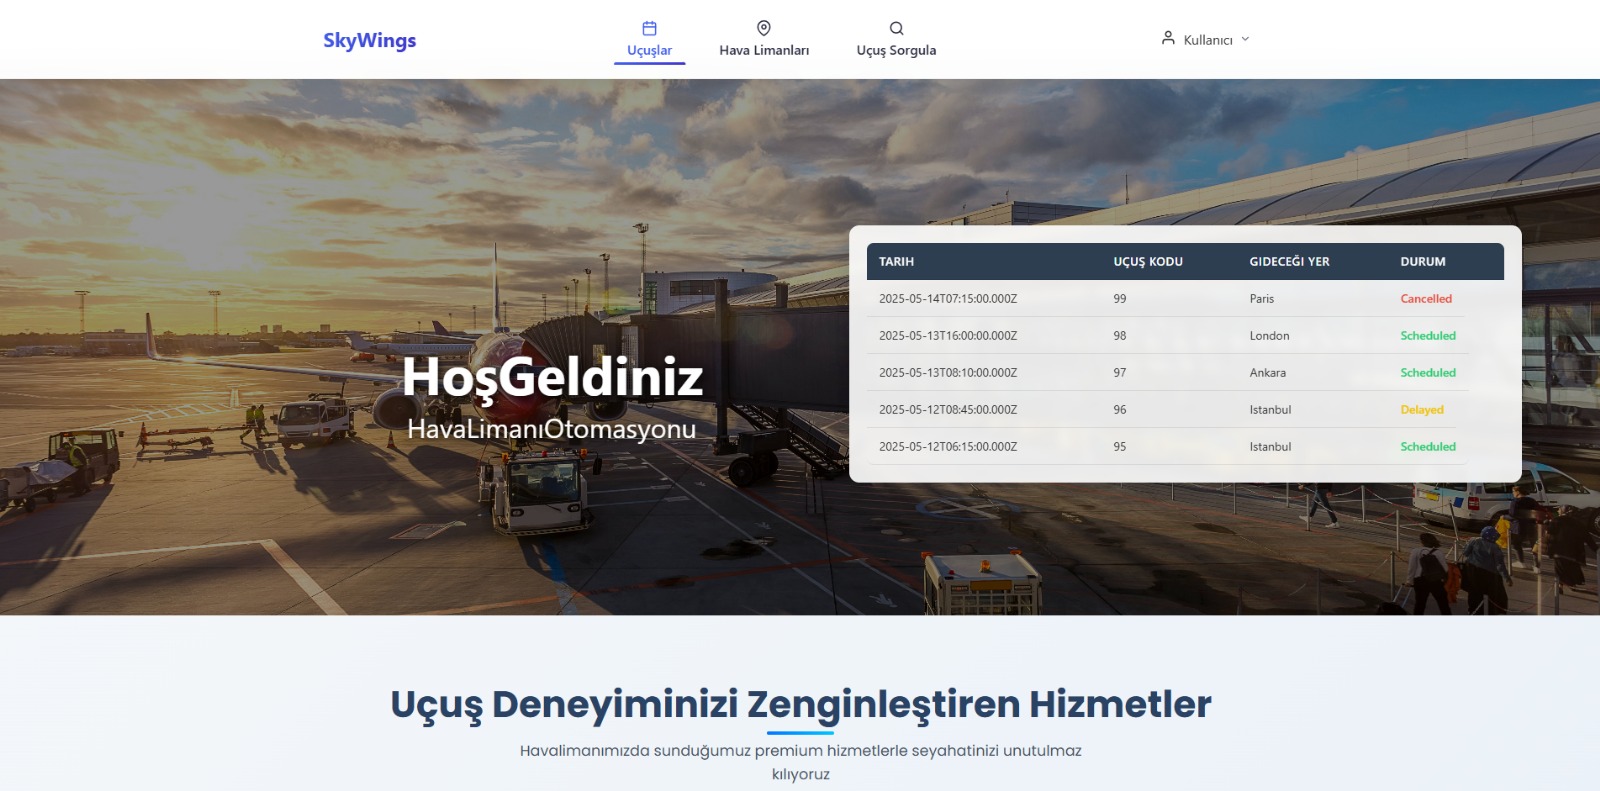 SkyWings
Uçuşlar
Hava Limanları
Uçuş Sorgula
Kullanıcı
HoşGeldiniz
HavaLimanıOtomasyonu
TARIH UÇUŞ KODU GIDECEĞI YER DURUM
2025-05-14T07:15:00.000Z 99 Paris Cancelled
2025-05-13T16:00:00.000Z 98 London Scheduled
2025-05-13T08:10:00.000Z 97 Ankara Scheduled
2025-05-12T08:45:00.000Z 96 Istanbul Delayed
2025-05-12T06:15:00.000Z 95 Istanbul Scheduled
Uçuş Deneyiminizi Zenginleştiren Hizmetler
Havalimanımızda sunduğumuz premium hizmetlerle seyahatinizi unutulmaz
kılıyoruz